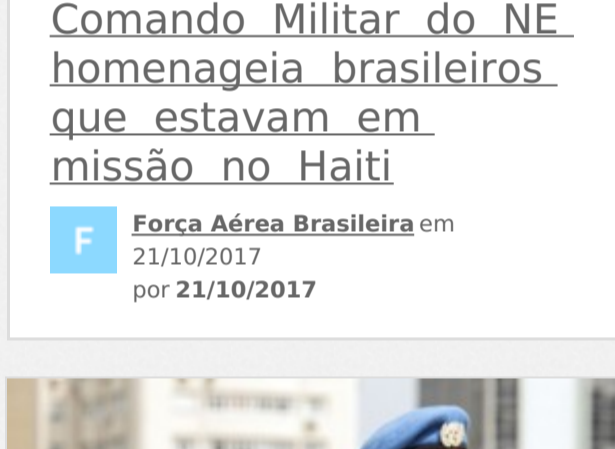 Comando Militar do NE
homenageia brasileiros
que estavam em
missão no Haiti
F
Força Aérea Brasileira em
21/10/2017
por 21/10/2017